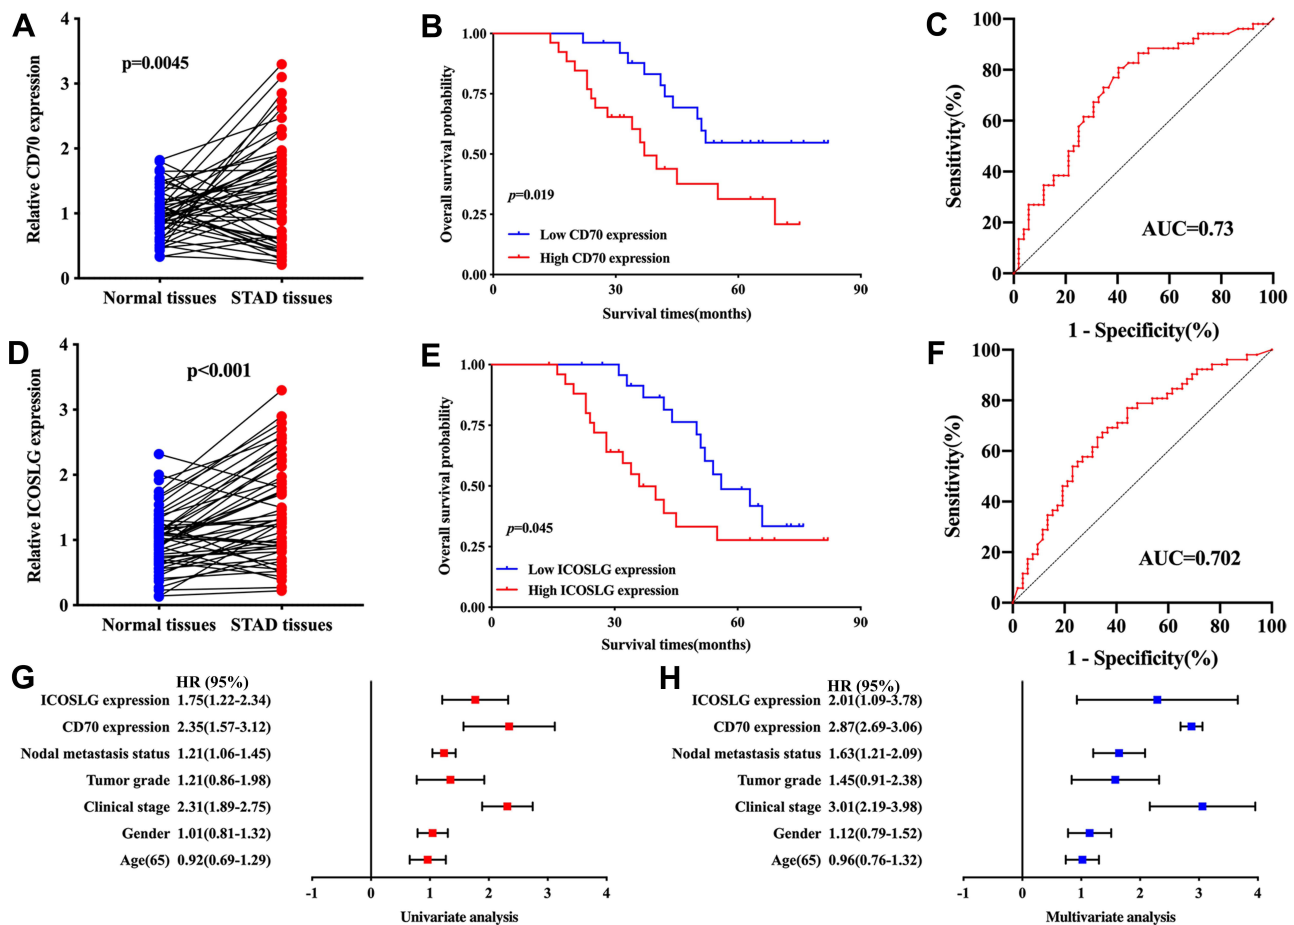 A
4
3
2
1
0
Relative CD70 expression
p=0.0045
Normal tissues
STAD tissues
B
1.00
0.75
0.50
0.25
0.00
Overall survival probability
p=0.019
Low CD70 expression
High CD70 expression
0
30
60
90
Survival times(months)
C
100
80
60
40
20
0
Sensitivity(%)
AUC=0.73
0
20
40
60
80
100
1 - Specificity(%)
D
4
3
2
1
0
Relative ICOSLG expression
p<0.001
Normal tissues
STAD tissues
E
1.00
0.75
0.50
0.25
0.00
Overall survival probability
p=0.045
Low ICOSLG expression
High ICOSLG expression
0
30
60
90
Survival times(months)
F
100
80
60
40
20
0
Sensitivity(%)
AUC=0.702
0
20
40
60
80
100
1 - Specificity(%)
G
HR (95%)
ICOSLG expression 1.75(1.22-2.34)
CD70 expression 2.35(1.57-3.12)
Nodal metastasis status 1.21(1.06-1.45)
Tumor grade 1.21(0.86-1.98)
Clinical stage 2.31(1.89-2.75)
Gender 1.01(0.81-1.32)
Age(65) 0.92(0.69-1.29)
-1
0
1
2
3
4
Univariate analysis
H
HR (95%)
ICOSLG expression 2.01(1.09-3.78)
CD70 expression 2.87(2.69-3.06)
Nodal metastasis status 1.63(1.21-2.09)
Tumor grade 1.45(0.91-2.38)
Clinical stage 3.01(2.19-3.98)
Gender 1.12(0.79-1.52)
Age(65) 0.96(0.76-1.32)
-1
0
1
2
3
4
Multivariate analysis